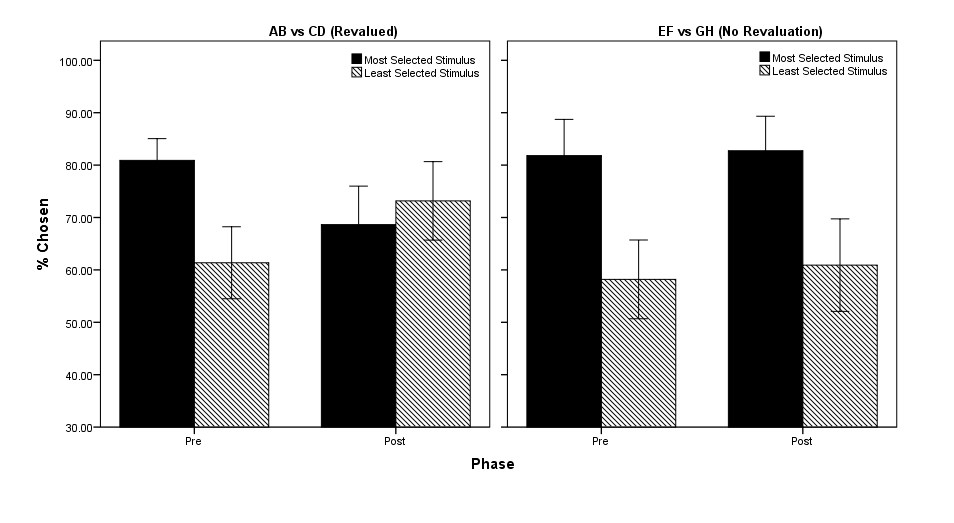 AB vs CD (Revalued)
EF vs GH (No Revaluation)
Most Selected Stimulus
Least Selected Stimulus
Most Selected Stimulus
Least Selected Stimulus
% Chosen
100.00
90.00
80.00
70.00
60.00
50.00
40.00
30.00
Pre
Post
Pre
Post
Phase